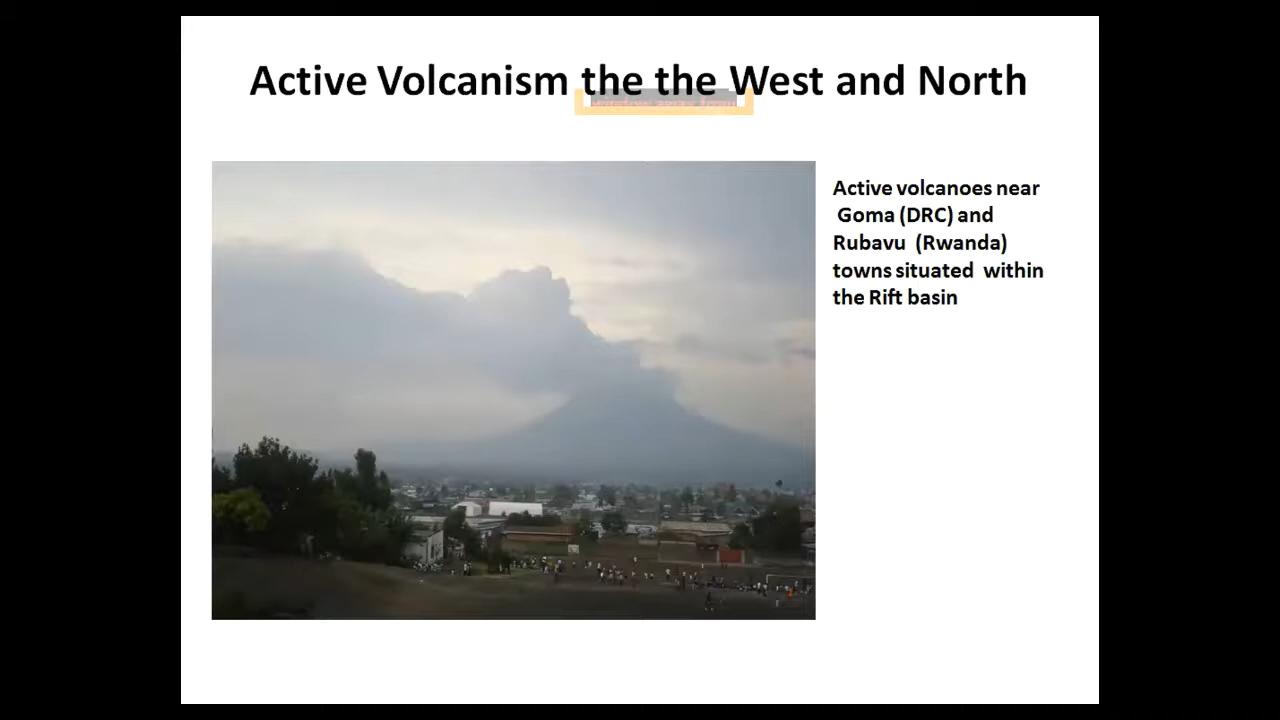 Active Volcanism the the West and North
Active volcanoes near
Goma (DRC) and
Rubavu (Rwanda)
towns situated within
the Rift basin